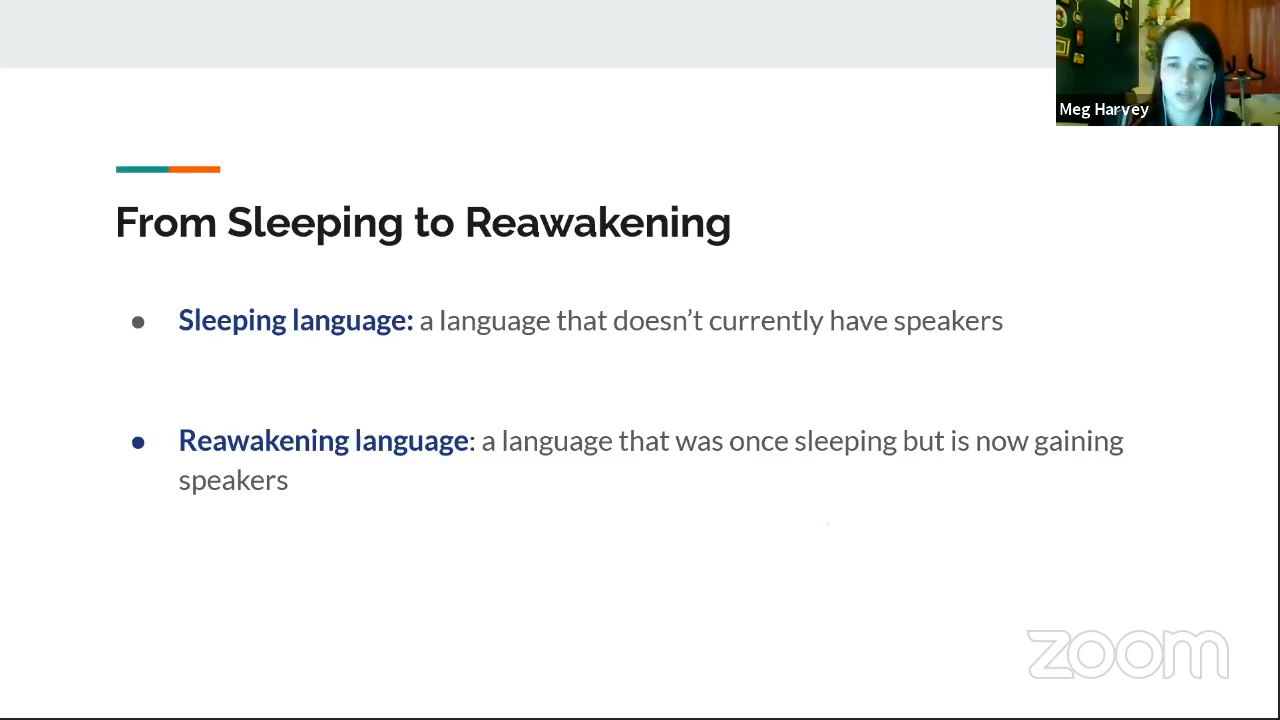 Meg Harvey
From Sleeping to Reawakening
● Sleeping language: a language that doesn’t currently have speakers
● Reawakening language: a language that was once sleeping but is now gaining
speakers
zoom